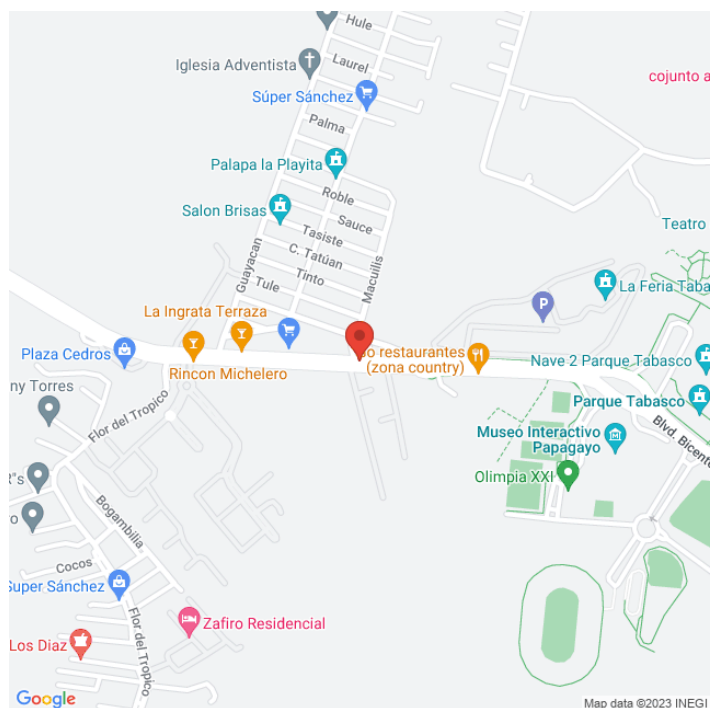 Hule
Laurel
Iglesia Adventista
cojunto a
Súper Sánchez
Palma
Palapa la Playita
Roble
Salon Brisas
Sauce
Tasiste
Teatro
C. Tatúan
Guayacan
Macuilis
Tinto
Tule
La Feria Taba
La Ingrata Terraza
P
Plaza Cedros
o restaurantes
(zona country)
Nave 2 Parque Tabasco
Rincon Michelero
ny Torres
Parque Tabasco
Flor del Tropico
Museo Interactivo
Papagayo
Blvd. Bicente
R"s
Olimpia XXI
o
Bogambilia
Cocos
Super Sánchez
Flor del Tropico
Zafiro Residencial
Los Diaz
Google
Map data ©2023 INEGI